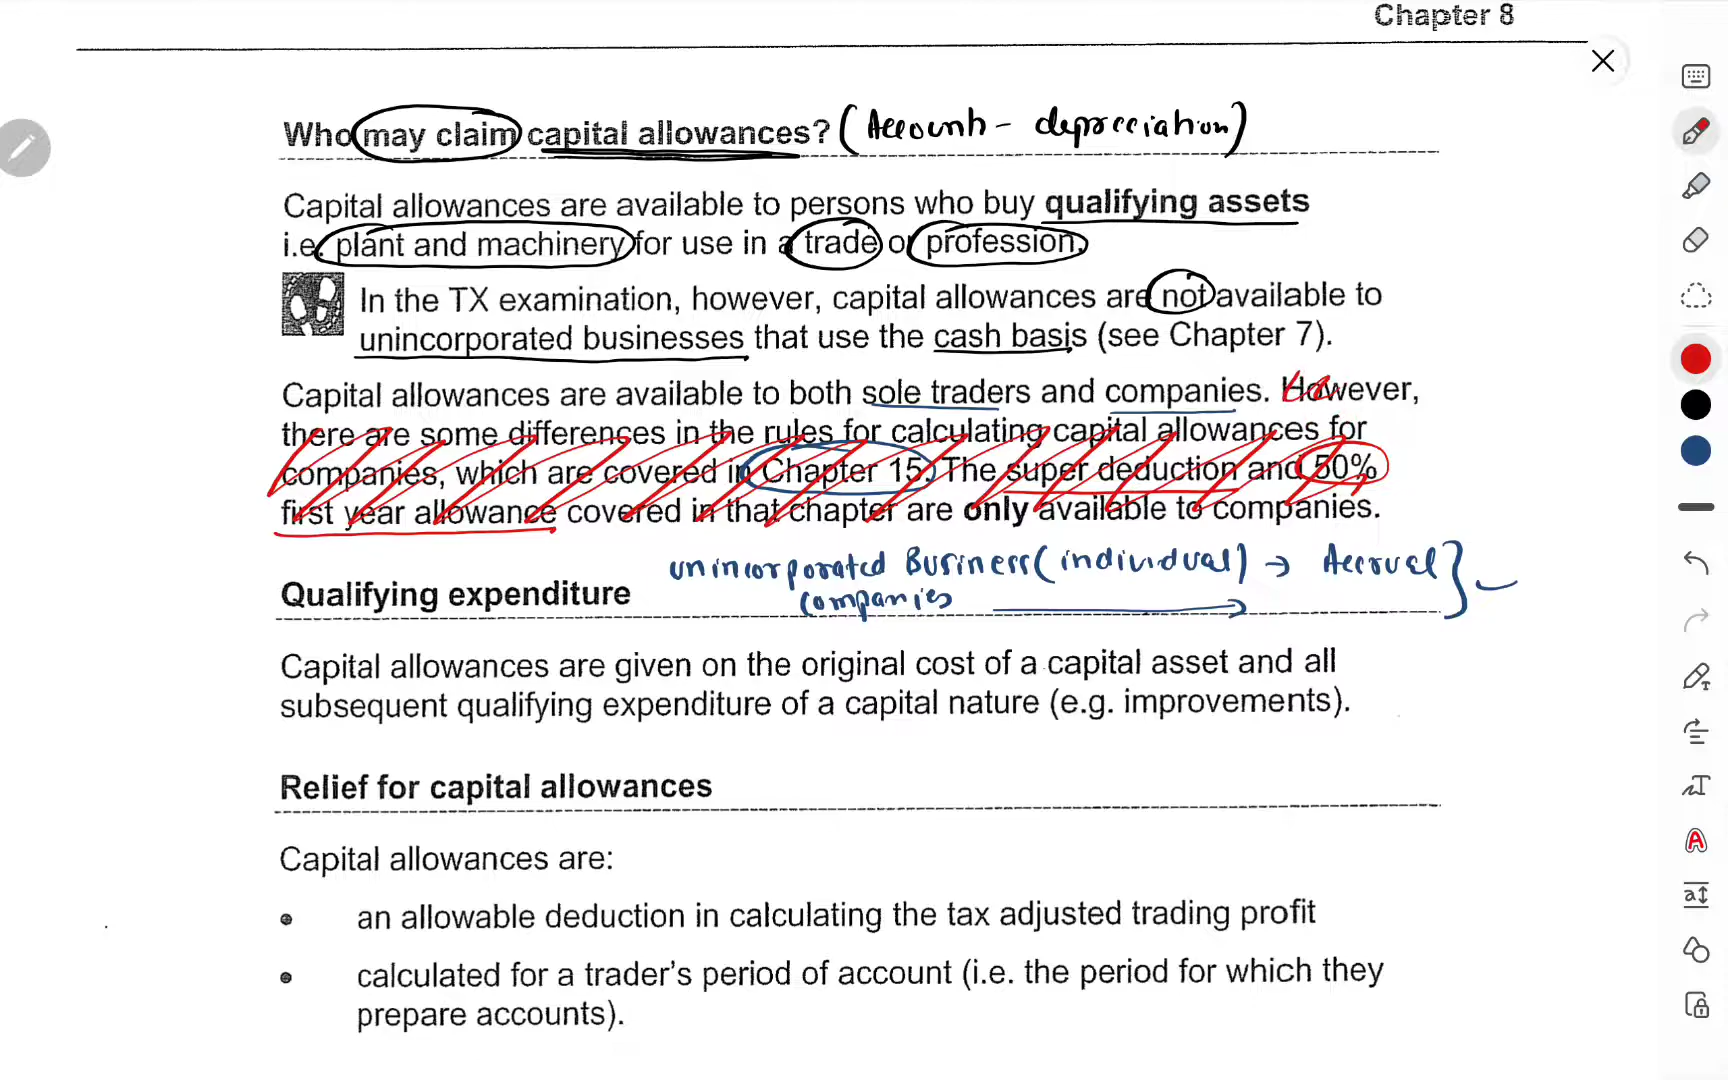 Chapter 8
Who may claim capital allowances? (Account - depreciation)
Capital allowances are available to persons who buy qualifying assets
i.e. plant and machinery for use in a trade or profession.
In the TX examination, however, capital allowances are not available to
unincorporated businesses that use the cash basis (see Chapter 7).
Capital allowances are available to both sole traders and companies. However,
there are some differences in the rules for calculating capital allowances for
companies, which are covered in Chapter 15. The super deduction and 50%
first year allowance covered in that chapter are only available to companies.
unincorporated Business (individual) → Accrual
companies →
Qualifying expenditure
Capital allowances are given on the original cost of a capital asset and all
subsequent qualifying expenditure of a capital nature (e.g. improvements).
Relief for capital allowances
Capital allowances are:
• an allowable deduction in calculating the tax adjusted trading profit
• calculated for a trader's period of account (i.e. the period for which they
prepare accounts).